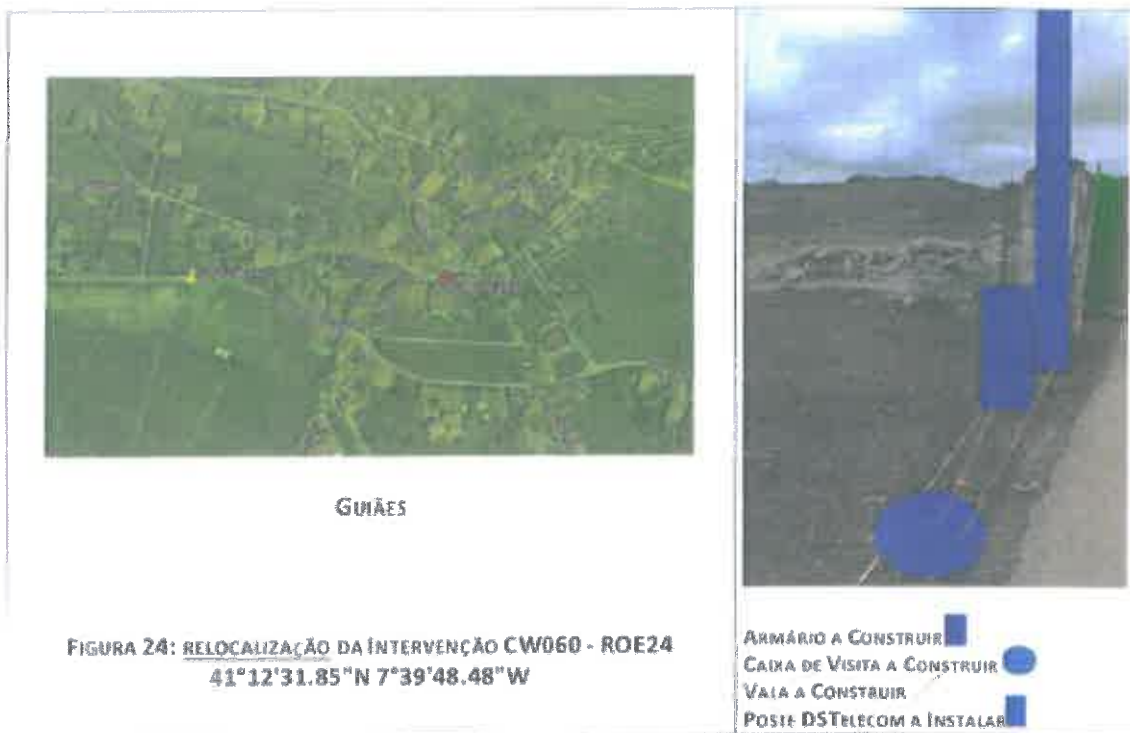 GUIÃES
FIGURA 24: RELOCALIZAÇÃO DA INTERVENÇÃO CW060 - ROE24
41°12'31.85"N 7°39'48.48"W
ARMÁRIO A CONSTRUIR
CAIXA DE VISITA A CONSTRUIR
VALA A CONSTRUIR
POSTE DSTELECOM A INSTALAR